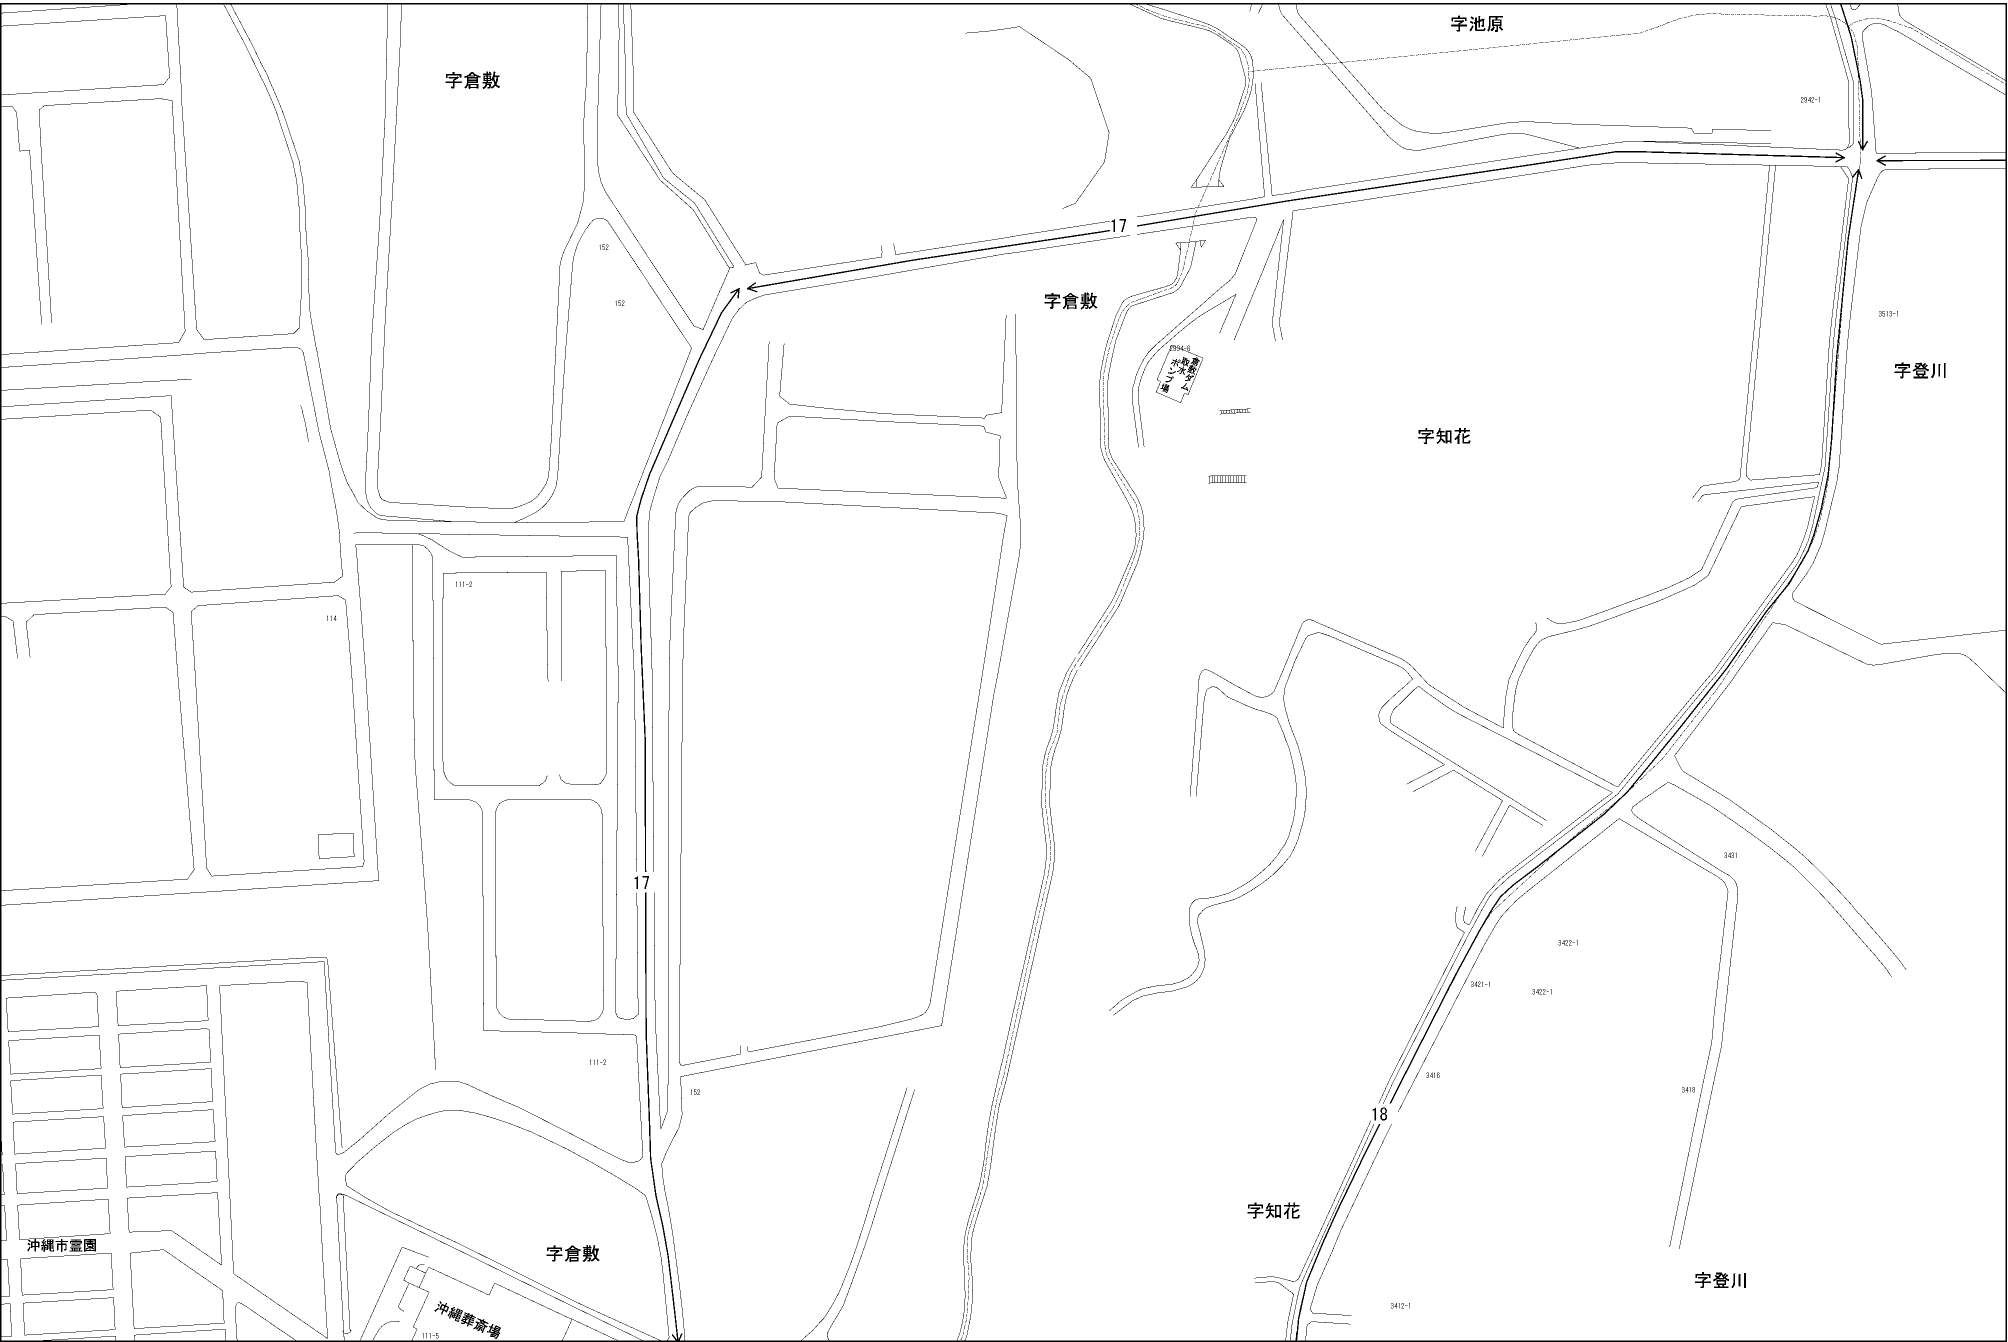 字池原
字倉敷
2942-1
17
152
152
字倉敷
3513-1
2394-6
倉敷ダム
取水
ポンプ場
字登川
字知花
111-2
114
3431
17
3422-1
3421-1
3422-1
111-2
3416
3418
152
18
字知花
沖縄市霊園
字倉敷
字登川
3412-1
沖縄葬斎場
111-5